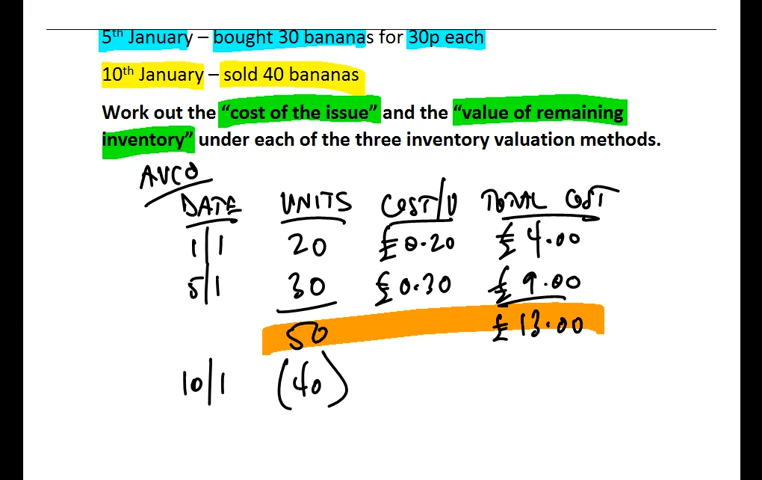 5th January – bought 30 bananas for 30p each
10th January – sold 40 bananas
Work out the “cost of the issue” and the “value of remaining
inventory” under each of the three inventory valuation methods.
AVCO
DATE UNITS COST/U TOTAL COST
1/1 20 £0.20 £4.00
5/1 30 £0.30 £9.00
50 £13.00
10/1 (40)